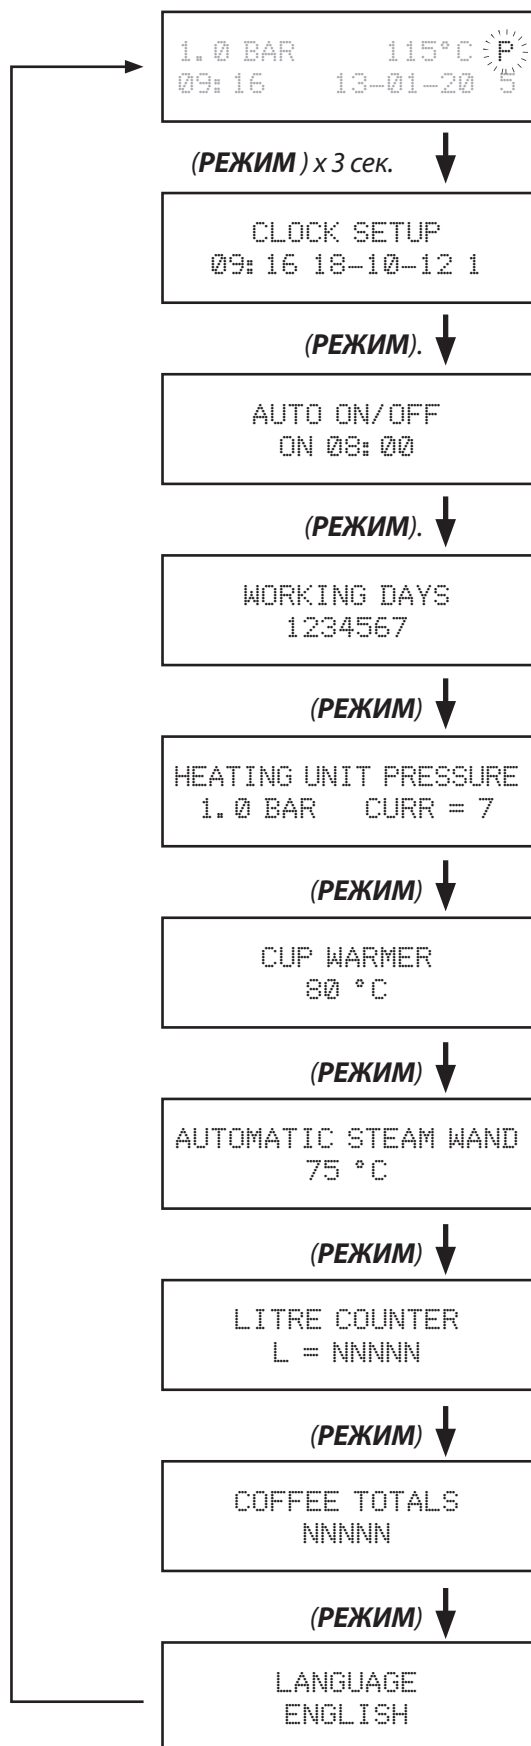 1.0 BAR 115°C P
09:16 13-01-20 5
(РЕЖИМ ) x 3 сек.
CLOCK SETUP
09:16 18-10-12 1
(РЕЖИМ).
AUTO ON/OFF
ON 08:00
(РЕЖИМ).
WORKING DAYS
1234567
(РЕЖИМ)
HEATING UNIT PRESSURE
1.0 BAR CURR = 7
(РЕЖИМ)
CUP WARMER
80 °C
(РЕЖИМ)
AUTOMATIC STEAM WAND
75 °C
(РЕЖИМ)
LITRE COUNTER
L = NNNNN
(РЕЖИМ)
COFFEE TOTALS
NNNNN
(РЕЖИМ)
LANGUAGE
ENGLISH